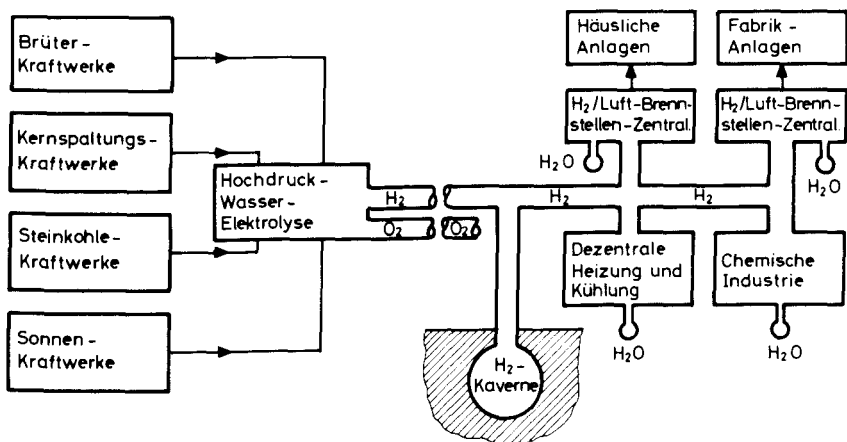 Brüter-
Kraftwerke
Kernspaltungs-
Kraftwerke
Steinkohle-
Kraftwerke
Sonnen-
Kraftwerke
Hochdruck-
Wasser-
Elektrolyse
H₂
O₂
O₂
H₂-
Kaverne
H₂
H₂
Häusliche
Anlagen
H₂/Luft-Brenn-
stellen-Zentral.
H₂O
Fabrik-
Anlagen
H₂/Luft-Brenn-
stellen-Zentral.
H₂O
Dezentrale
Heizung und
Kühlung
H₂O
Chemische
Industrie
H₂O